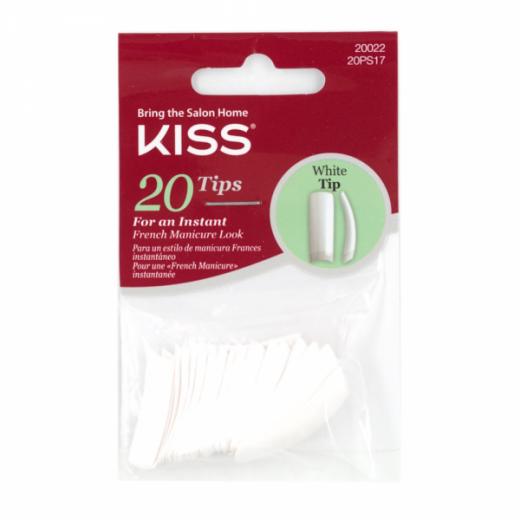 20022
20PS17
Bring the Salon Home
KISS®
20 Tips
For an Instant
French Manicure Look
Para un estilo de manicura Frances
instantáneo
Pour une «French Manicure»
instantanée
White
Tip